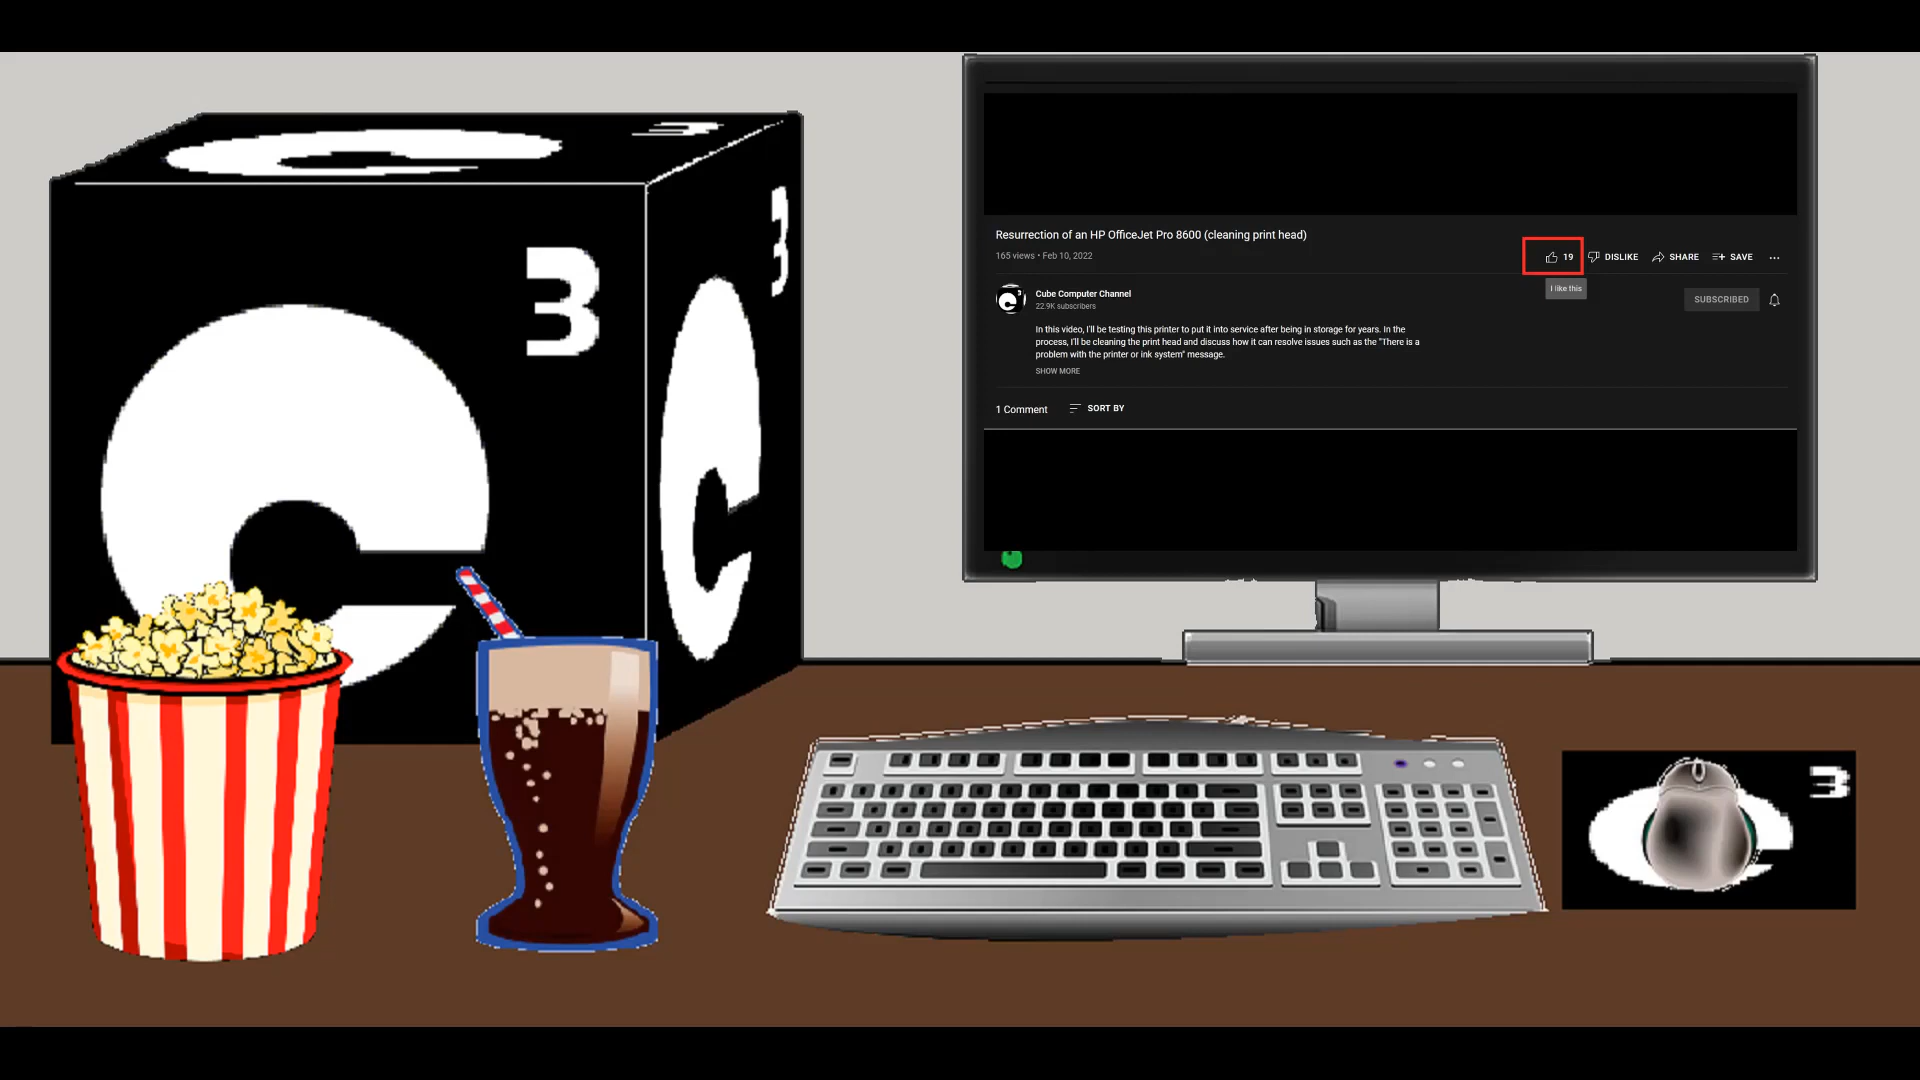 C 3
3
C
3
C
Resurrection of an HP OfficeJet Pro 8600 (cleaning print head)
165 views • Feb 10, 2022
19
DISLIKE
SHARE
SAVE
...
I like this
Cube Computer Channel
22.9K subscribers
SUBSCRIBED
In this video, I'll be testing this printer to put it into service after being in storage for years. In the
process, I'll be cleaning the print head and discuss how it can resolve issues such as the "There is a
problem with the printer or ink system" message.
SHOW MORE
1 Comment
SORT BY
3